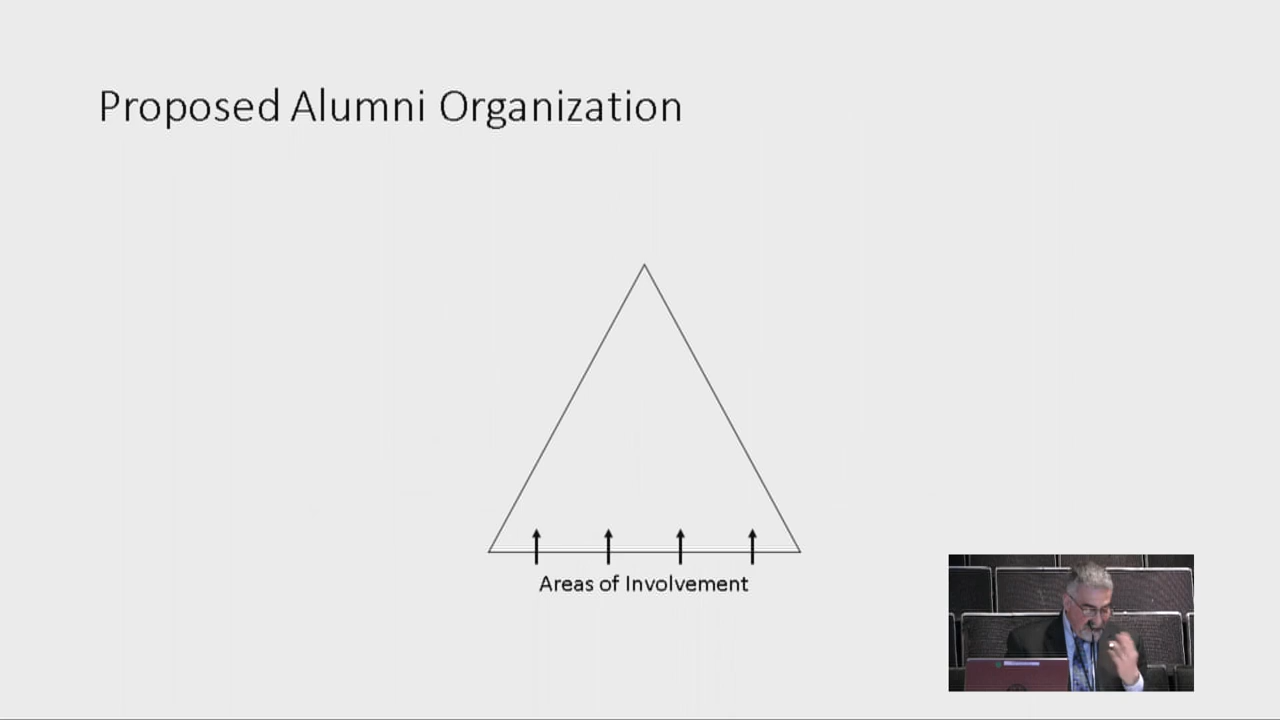 Proposed Alumni Organization
Areas of Involvement